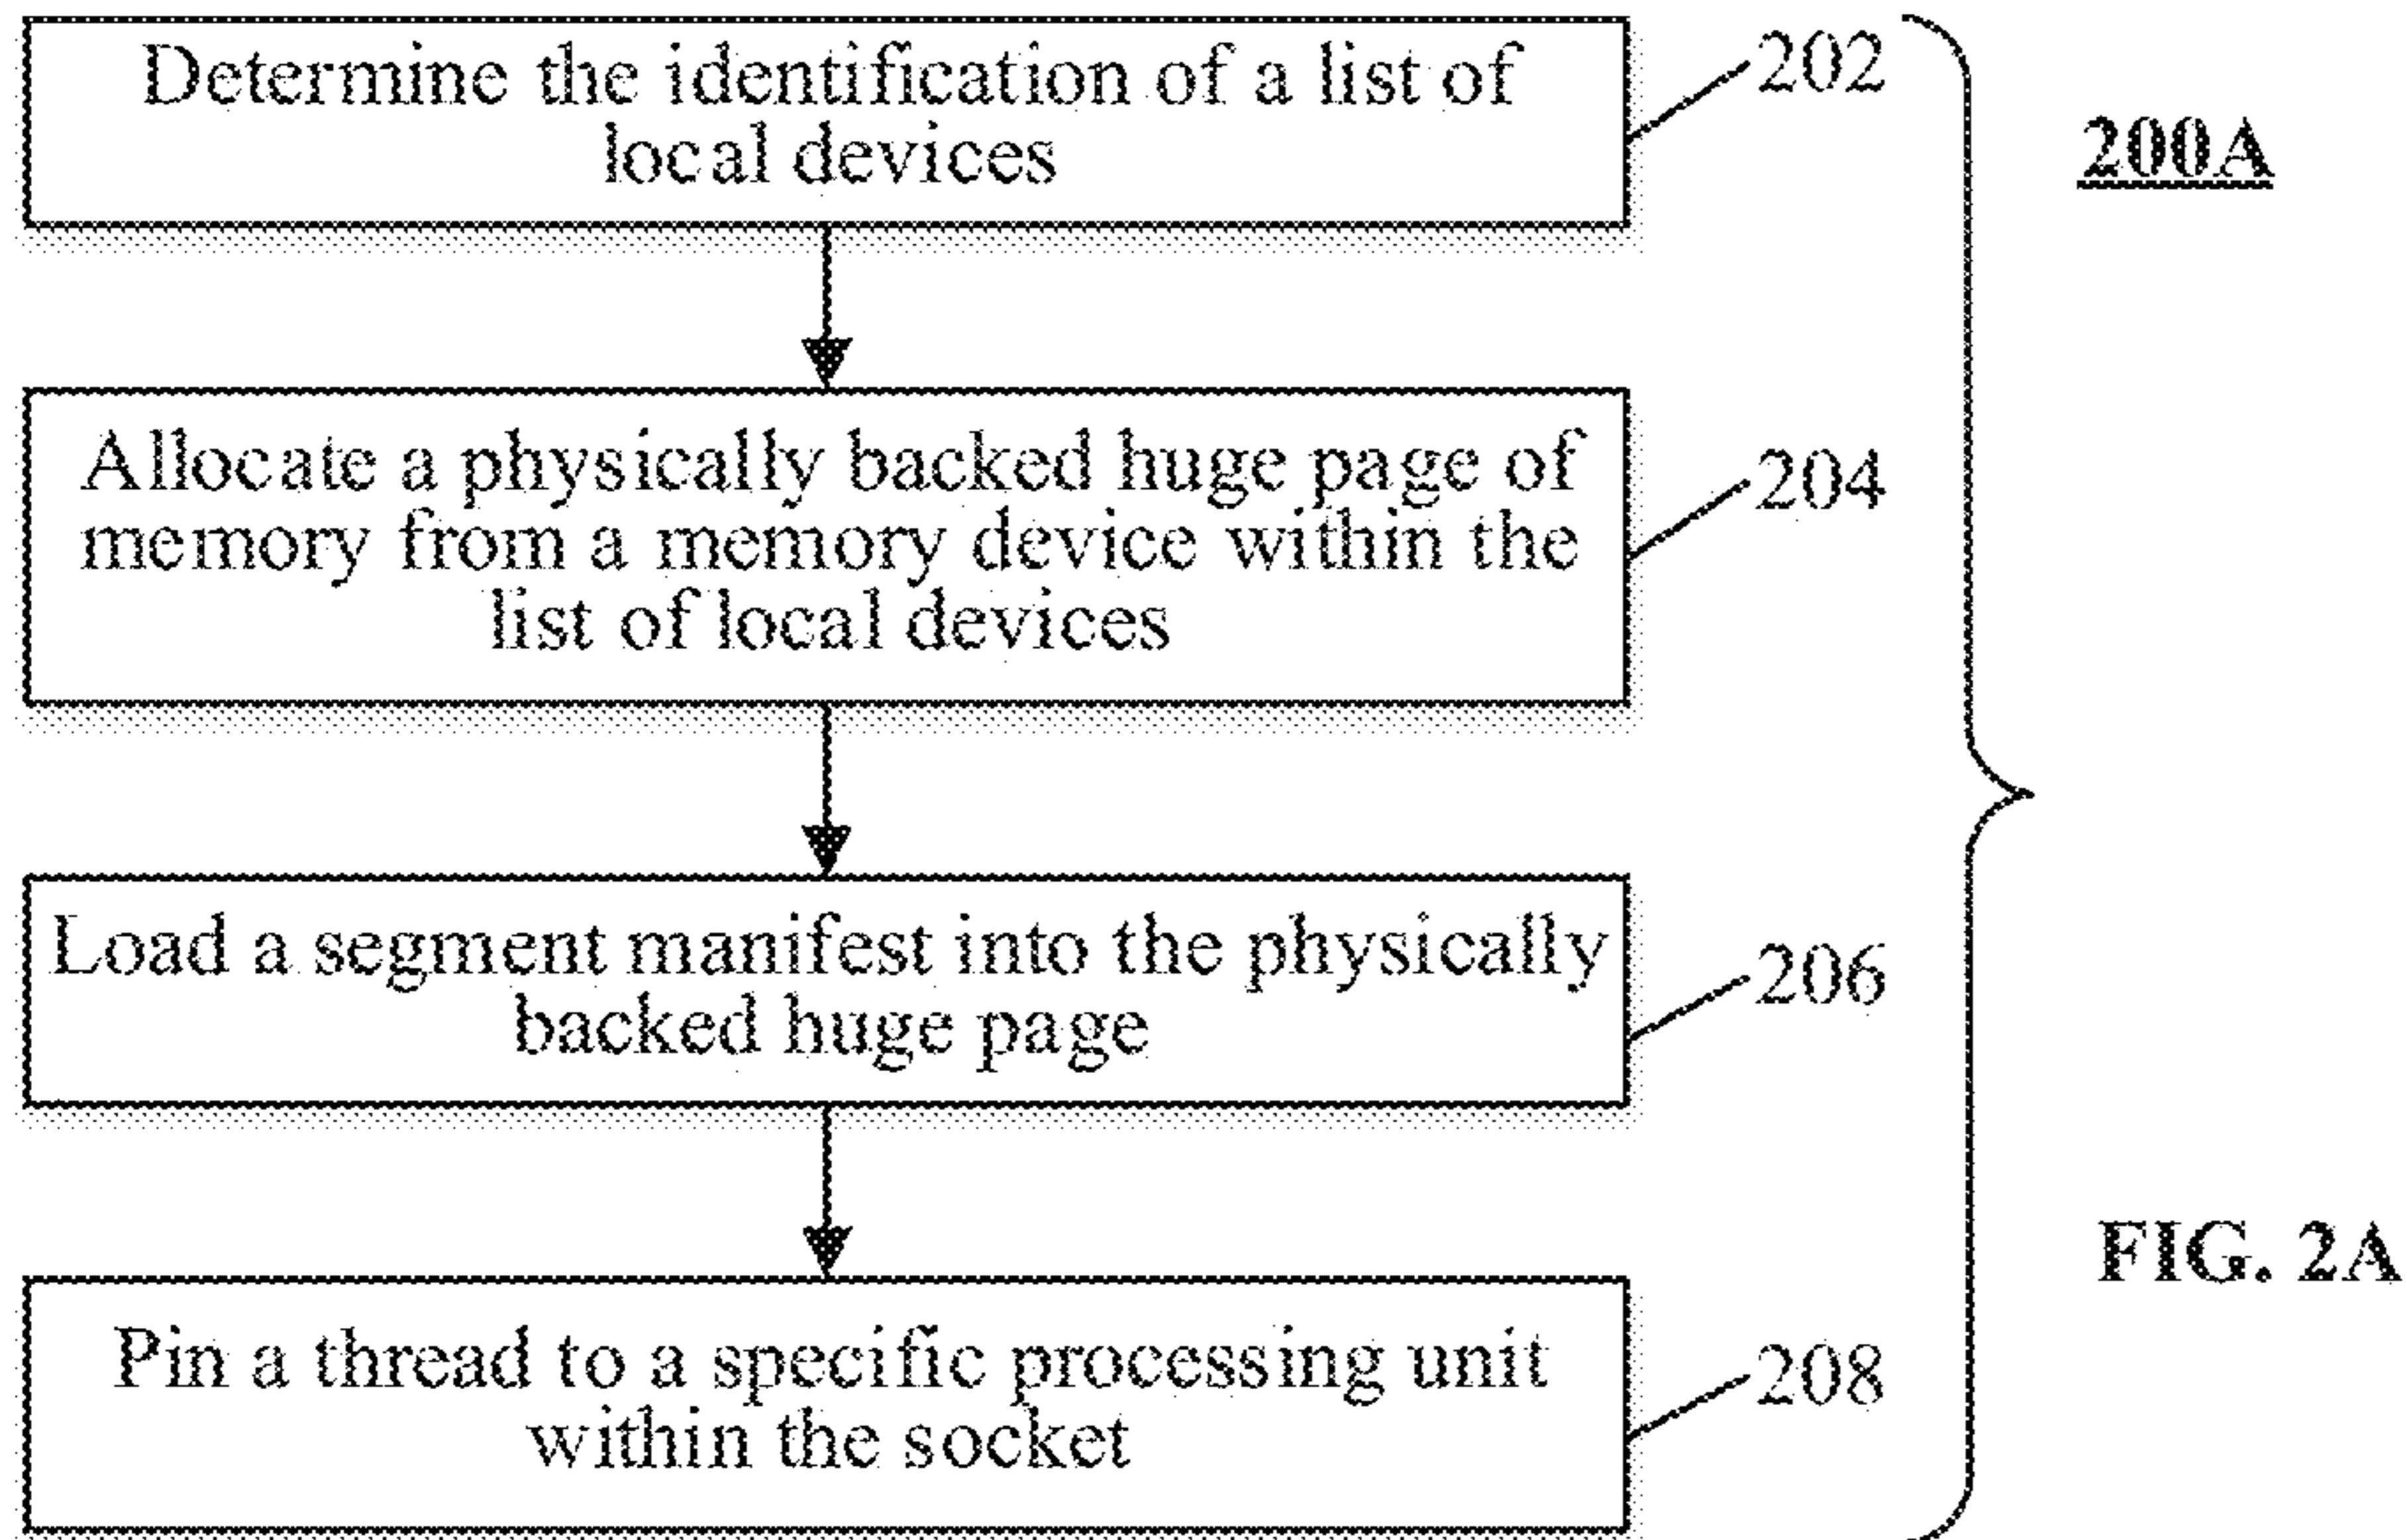 Determine the identification of a list of
local devices
202
200A
Allocate a physically backed huge page of
memory from a memory device within the
list of local devices
204
Load a segment manifest into the physically
backed huge page
206
FIG. 2A
Pin a thread to a specific processing unit
within the socket
208